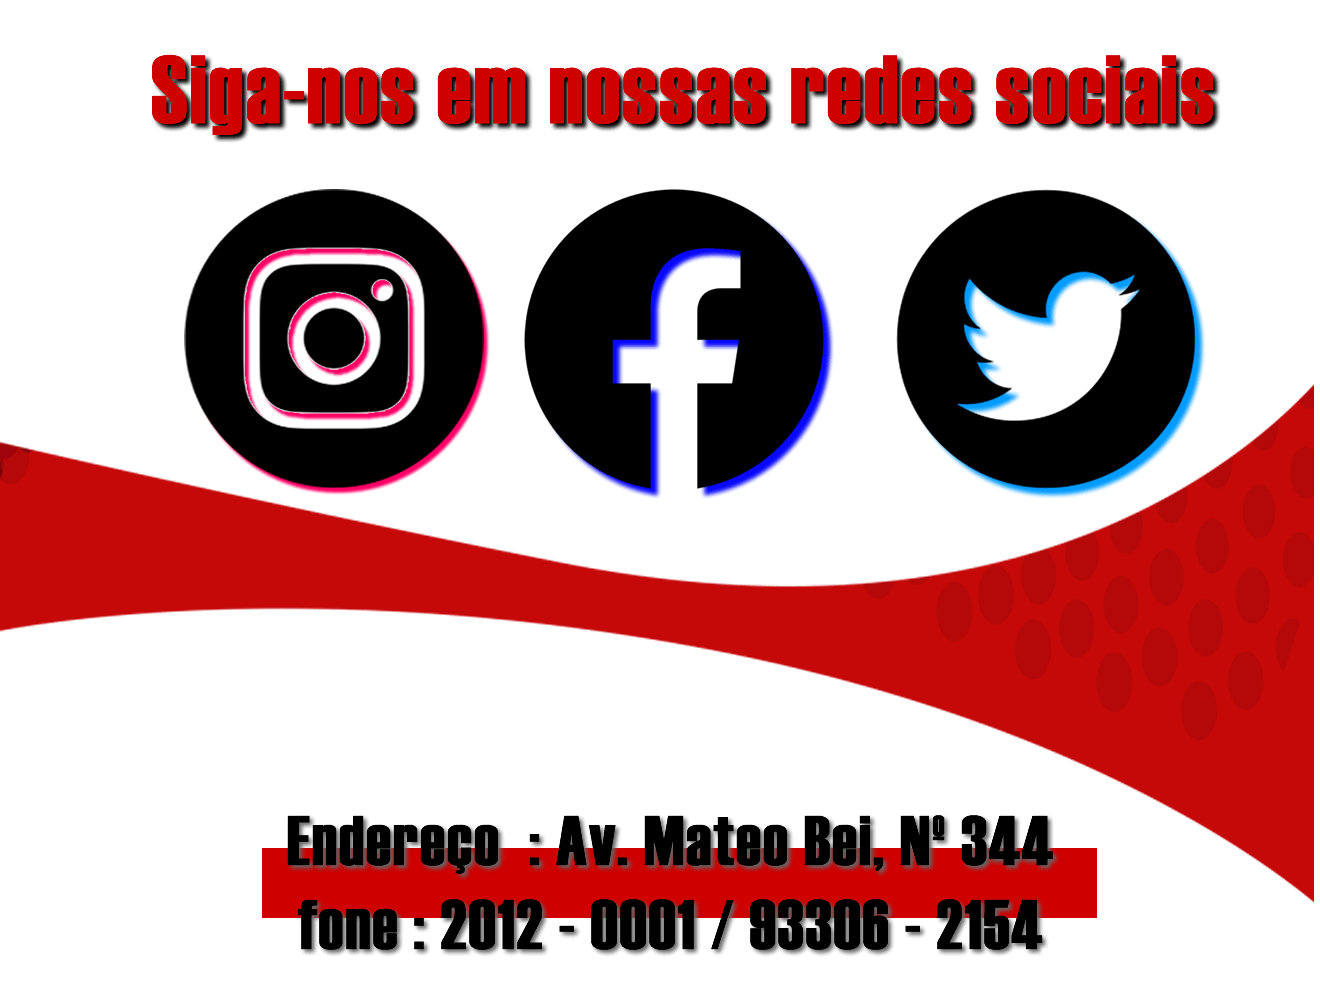 Siga-nos em nossas redes sociais
Endereço : Av. Mateo Bei, Nº 344
fone : 2012 - 0001 / 93306 - 2154